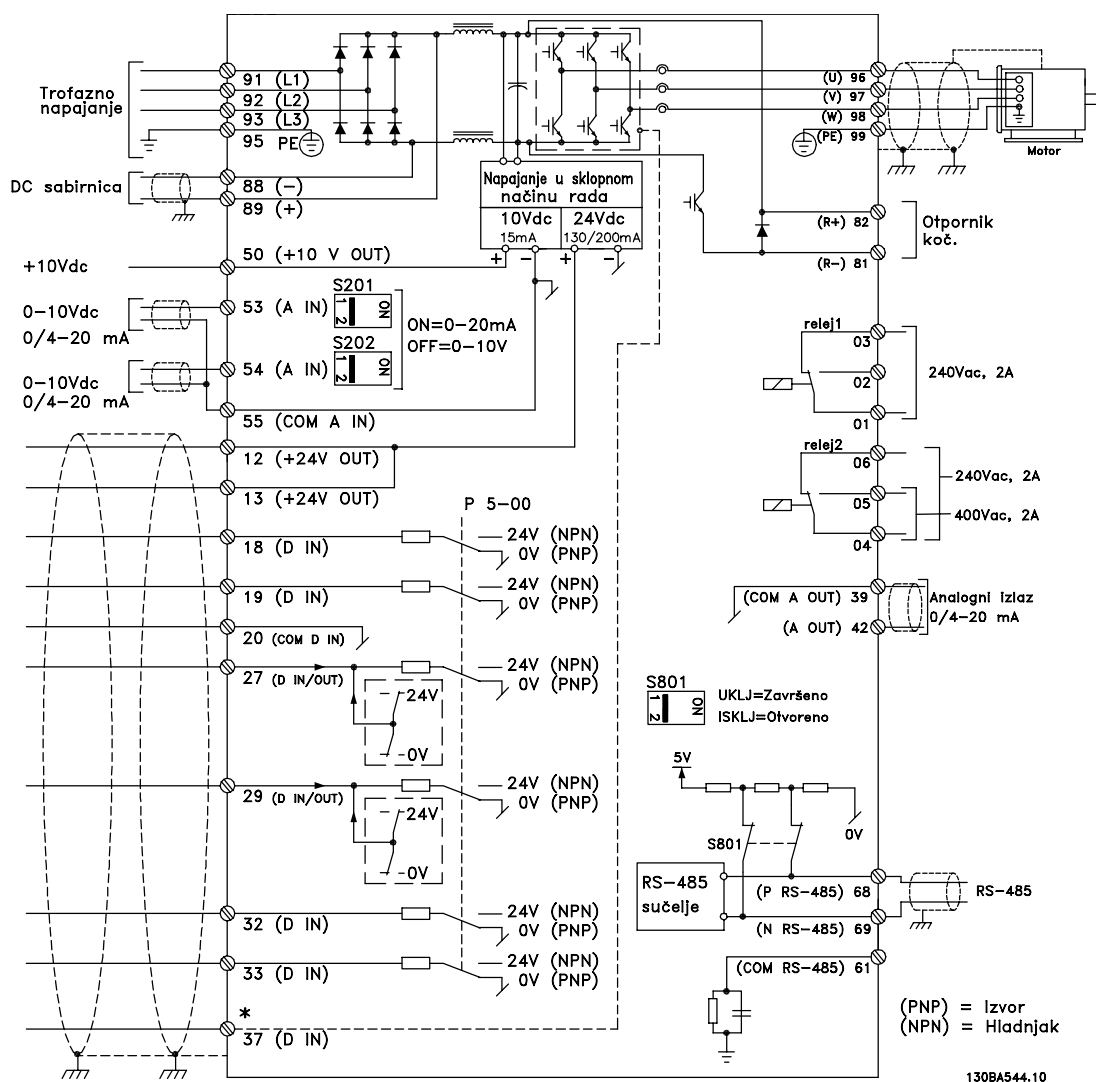 Trofazno
napajanje
91 (L1)
92 (L2)
93 (L3)
95 PE
DC sabirnica
88 (−)
89 (+)
+10Vdc
50 (+10 V OUT)
0−10Vdc
0/4−20 mA
53 (A IN)
S201
1 2
ON
S202
1 2
ON
ON=0−20mA
OFF=0−10V
0−10Vdc
0/4−20 mA
54 (A IN)
55 (COM A IN)
12 (+24V OUT)
13 (+24V OUT)
P 5-00
18 (D IN)
24V (NPN)
0V (PNP)
19 (D IN)
24V (NPN)
0V (PNP)
20 (COM D IN)
27 (D IN/OUT)
24V (NPN)
0V (PNP)
24V
0V
29 (D IN/OUT)
24V (NPN)
0V (PNP)
24V
0V
32 (D IN)
24V (NPN)
0V (PNP)
33 (D IN)
24V (NPN)
0V (PNP)
*
37 (D IN)
Napajanje u sklopnom
načinu rada
10Vdc
15mA
24Vdc
130/200mA
+ − + −
(U) 96
(V) 97
(W) 98
(PE) 99
Motor
(R+) 82
(R−) 81
Otpornik
koč.
relej1
03
02
01
240Vac, 2A
relej2
06
05
04
240Vac, 2A
400Vac, 2A
(COM A OUT) 39
(A OUT) 42
Analogni izlaz
0/4−20 mA
S801
1 2
ON
UKLJ=Završeno
ISKLJ=Otvoreno
5V
0V
S801
RS-485
sučelje
(P RS-485) 68
(N RS-485) 69
(COM RS-485) 61
RS-485
(PNP) = Izvor
(NPN) = Hladnjak
130BA544.10